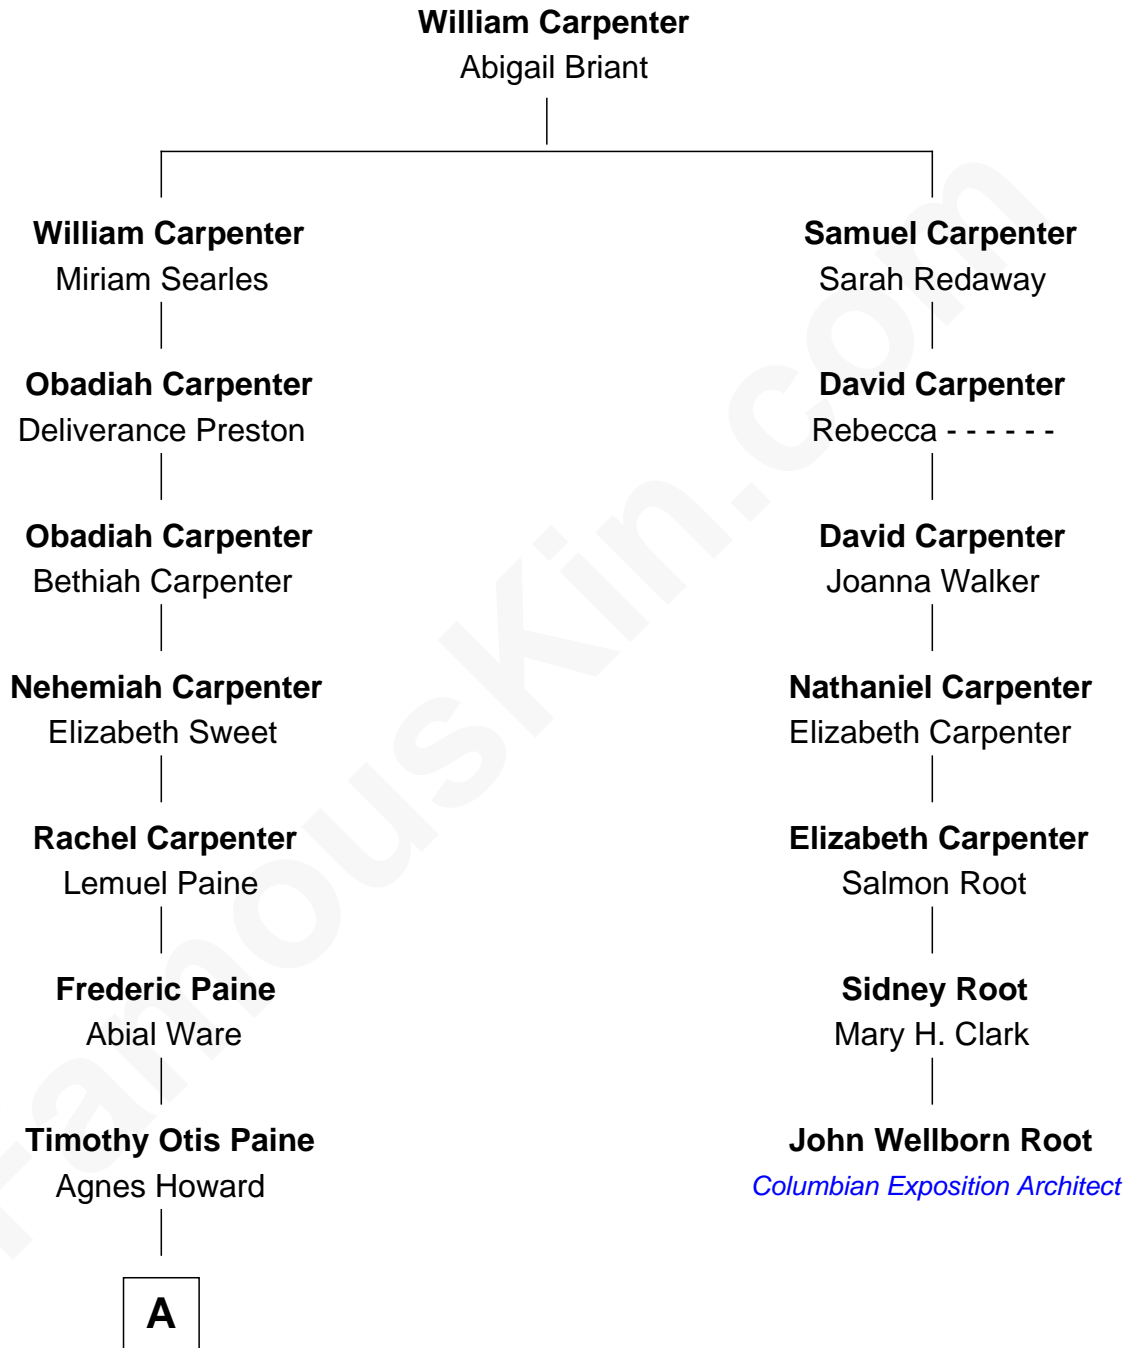 William Carpenter
Abigail Briant
William Carpenter
Miriam Searles
Samuel Carpenter
Sarah Redaway
Obadiah Carpenter
Deliverance Preston
David Carpenter
Rebecca - - - - - -
Obadiah Carpenter
Bethiah Carpenter
David Carpenter
Joanna Walker
Nehemiah Carpenter
Elizabeth Sweet
Nathaniel Carpenter
Elizabeth Carpenter
Rachel Carpenter
Lemuel Paine
Elizabeth Carpenter
Salmon Root
Frederic Paine
Abial Ware
Sidney Root
Mary H. Clark
Timothy Otis Paine
Agnes Howard
John Wellborn Root
Columbian Exposition Architect
A
FamousKin.com